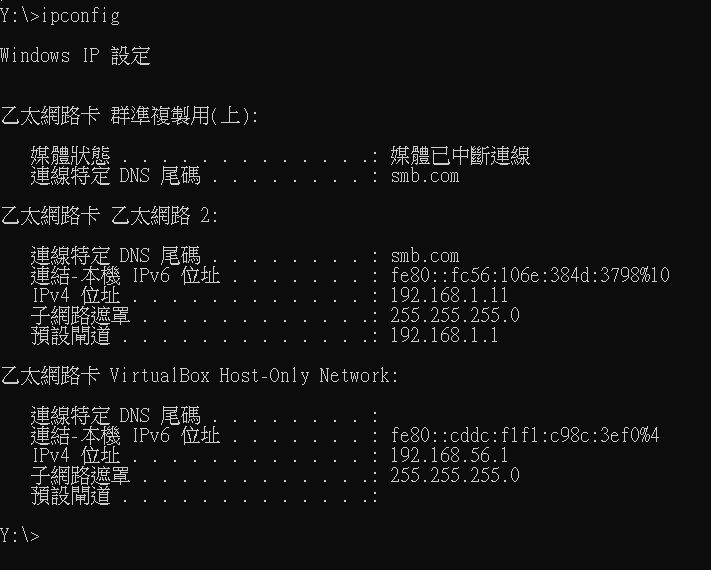 Y:\>ipconfig
Windows IP 設定
乙太網路卡 群準複製用(上):
媒體狀態 . . . . . . . . . . . . .: 媒體已中斷連線
連線特定 DNS 尾碼 . . . . . . . . : smb.com
乙太網路卡 乙太網路 2:
連線特定 DNS 尾碼 . . . . . . . . : smb.com
連結-本機 IPv6 位址 . . . . . . . : fe80::fc56:106e:384d:3798%10
IPv4 位址 . . . . . . . . . . . . : 192.168.1.11
子網路遮罩 . . . . . . . . . . . .: 255.255.255.0
預設閘道 . . . . . . . . . . . . .: 192.168.1.1
乙太網路卡 VirtualBox Host-Only Network:
連線特定 DNS 尾碼 . . . . . . . . :
連結-本機 IPv6 位址 . . . . . . . : fe80::cddc:f1f1:c98c:3ef0%4
IPv4 位址 . . . . . . . . . . . . : 192.168.56.1
子網路遮罩 . . . . . . . . . . . .: 255.255.255.0
預設閘道 . . . . . . . . . . . . .:
Y:\>